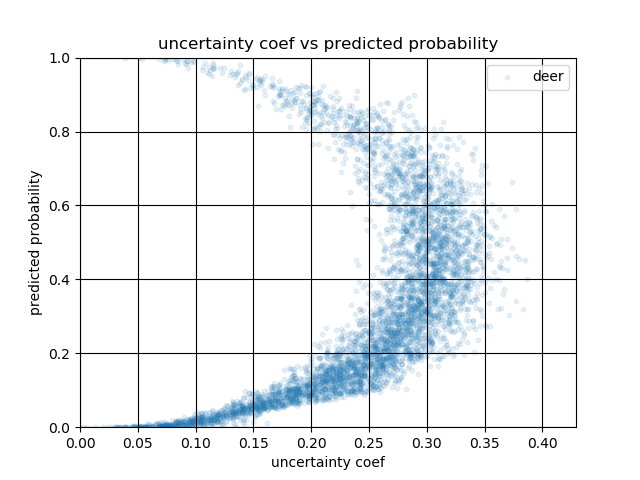 uncertainty coef vs predicted probability
deer
predicted probability
1.0
0.8
0.6
0.4
0.2
0.0
0.00 0.05 0.10 0.15 0.20 0.25 0.30 0.35 0.40
uncertainty coef